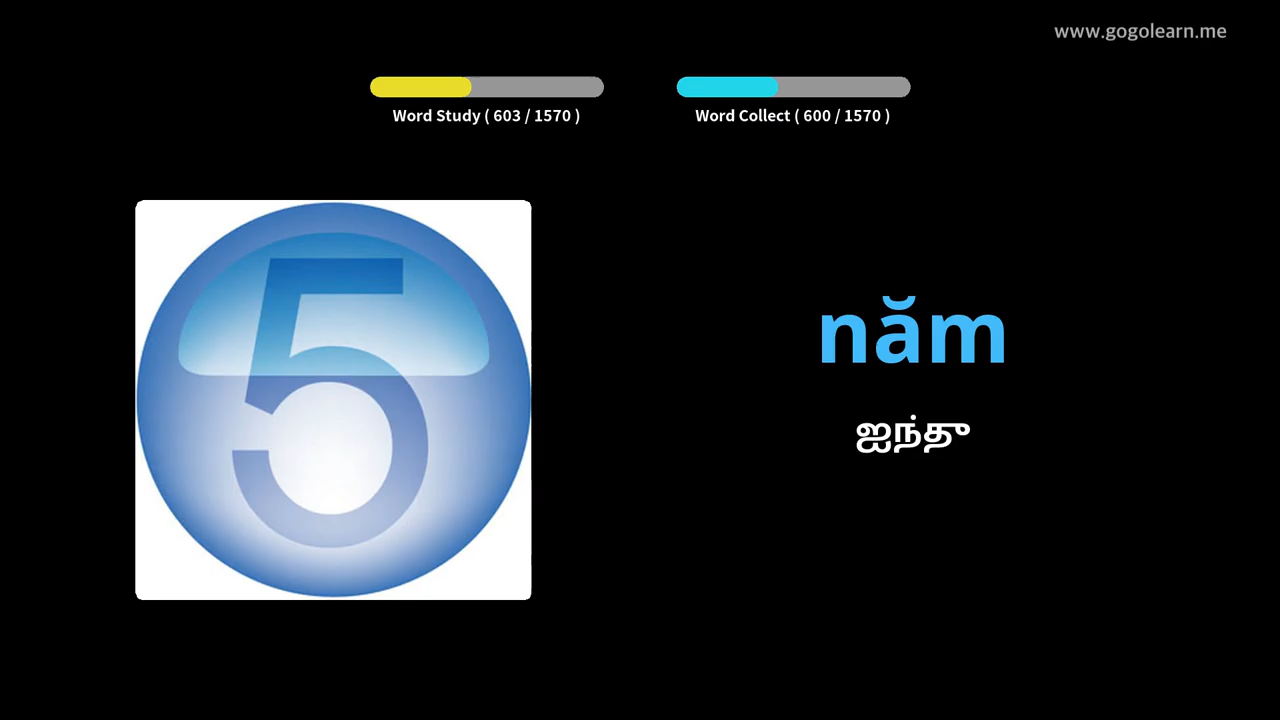 www.gogolearn.me
Word Study ( 603 / 1570 )
Word Collect ( 600 / 1570 )
5
năm
ஐந்து